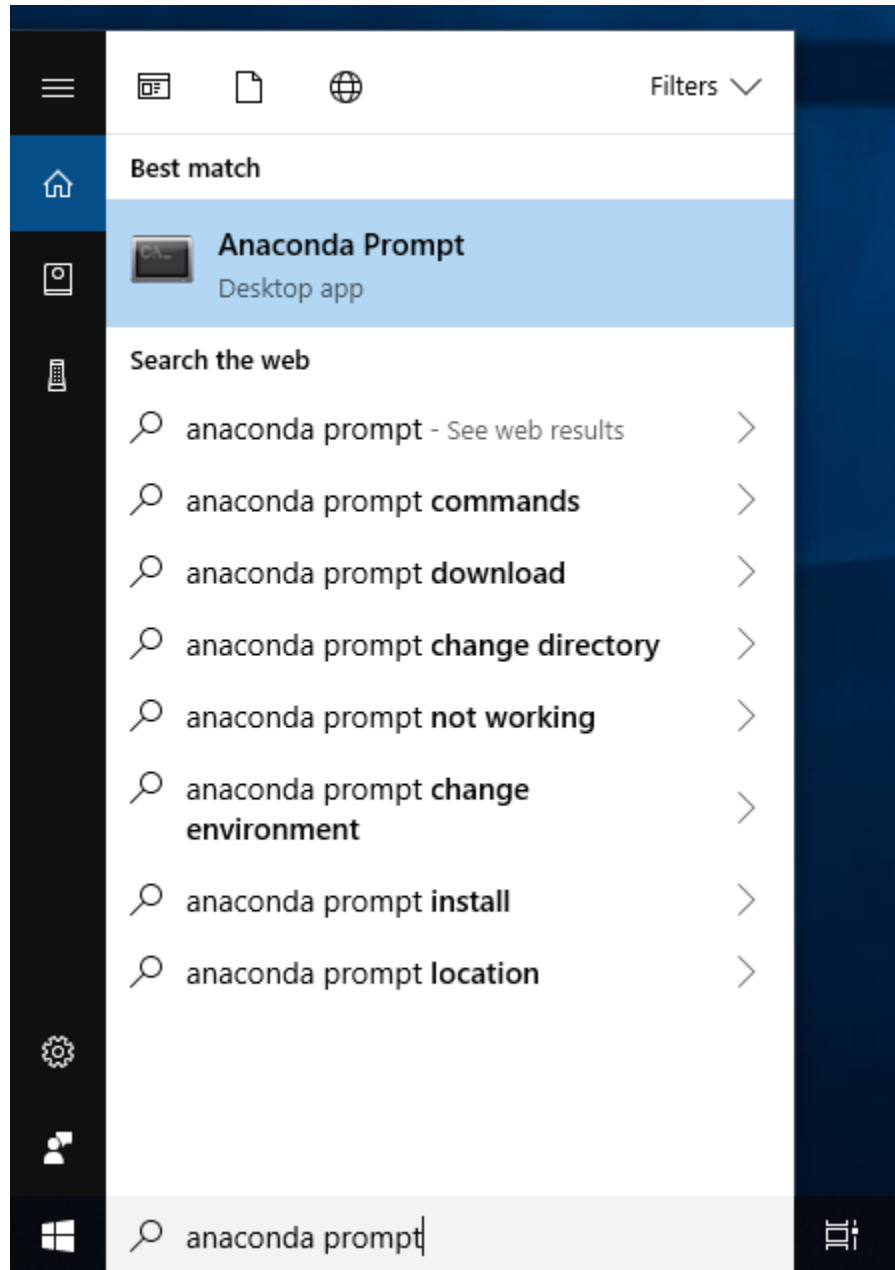 Filters
Best match
C:\_
Anaconda Prompt
Desktop app
Search the web
anaconda prompt - See web results
anaconda prompt commands
anaconda prompt download
anaconda prompt change directory
anaconda prompt not working
anaconda prompt change
environment
anaconda prompt install
anaconda prompt location
anaconda prompt